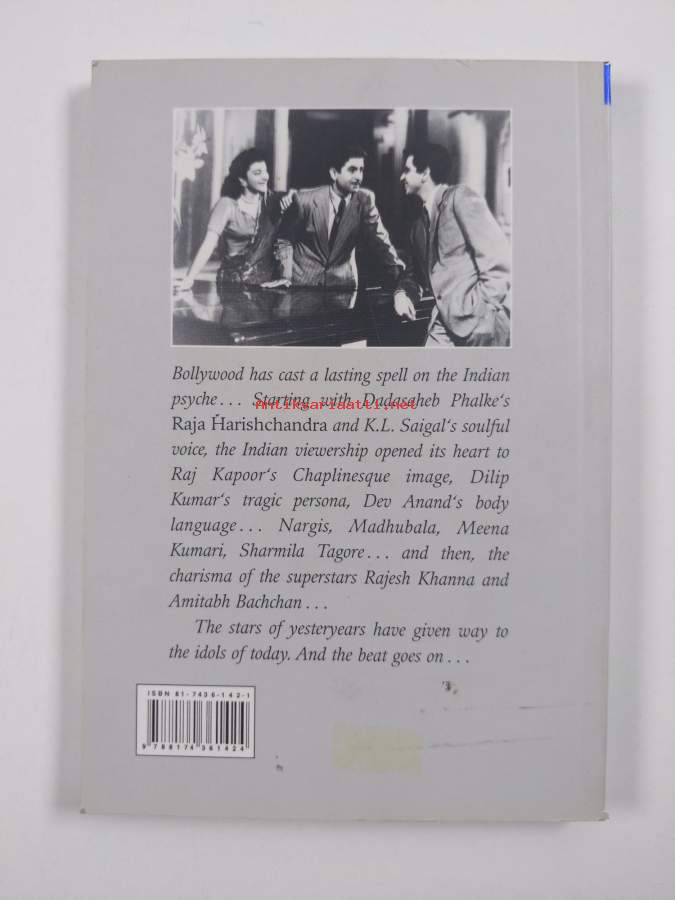 Bollywood has cast a lasting spell on the Indian
psyche... Starting with Dadasaheb Phalke's
Antiksariaatti.net
Raja Harishchandra and K.L. Saigal's soulful
voice, the Indian viewership opened its heart to
Raj Kapoor's Chaplinesque image, Dilip
Kumar's tragic persona, Dev Anand's body
language... Nargis, Madhubala, Meena
Kumari, Sharmila Tagore... and then, the
charisma of the superstars Rajesh Khanna and
Amitabh Bachchan...
The stars of yesteryears have given way to
the idols of today. And the beat goes on...
ISBN 81-7436-142-1
9 788174 361424